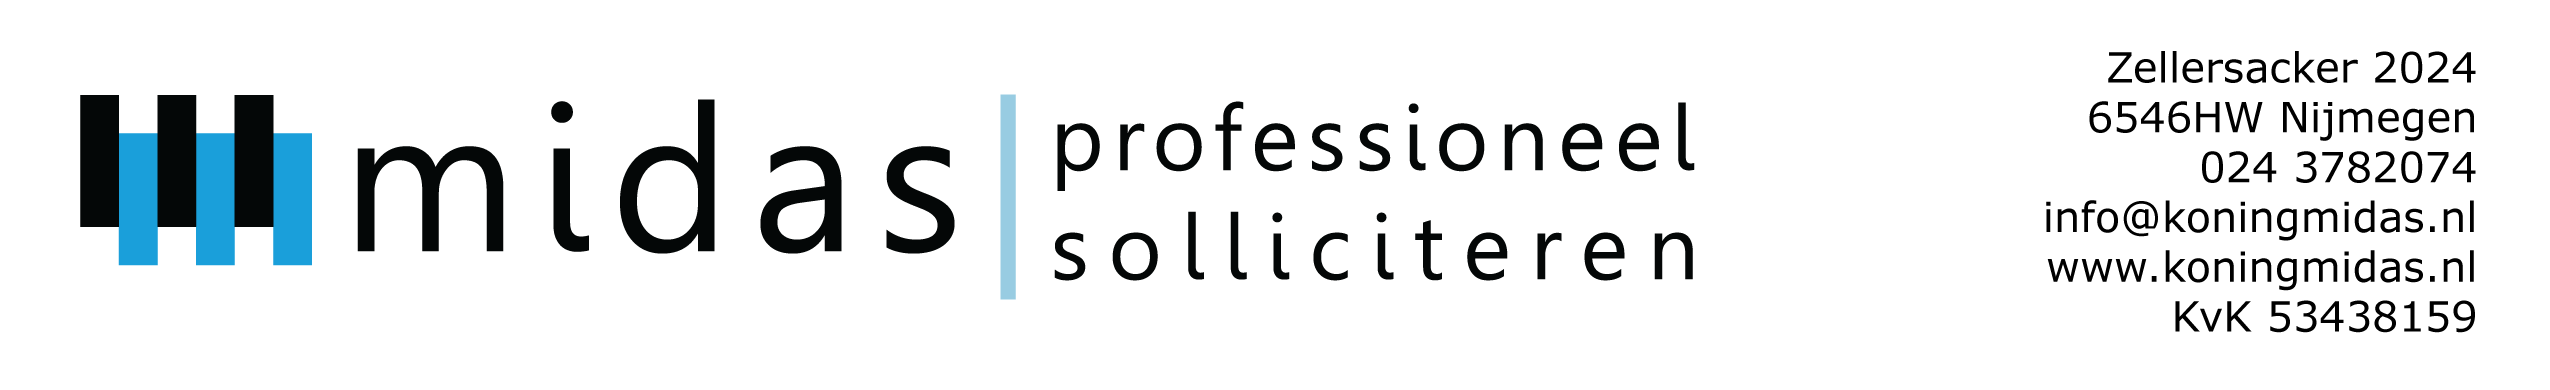 midas
professioneel
solliciteren
Zellersacker 2024
6546HW Nijmegen
024 3782074
info@koningmidas.nl
www.koningmidas.nl
KvK 53438159